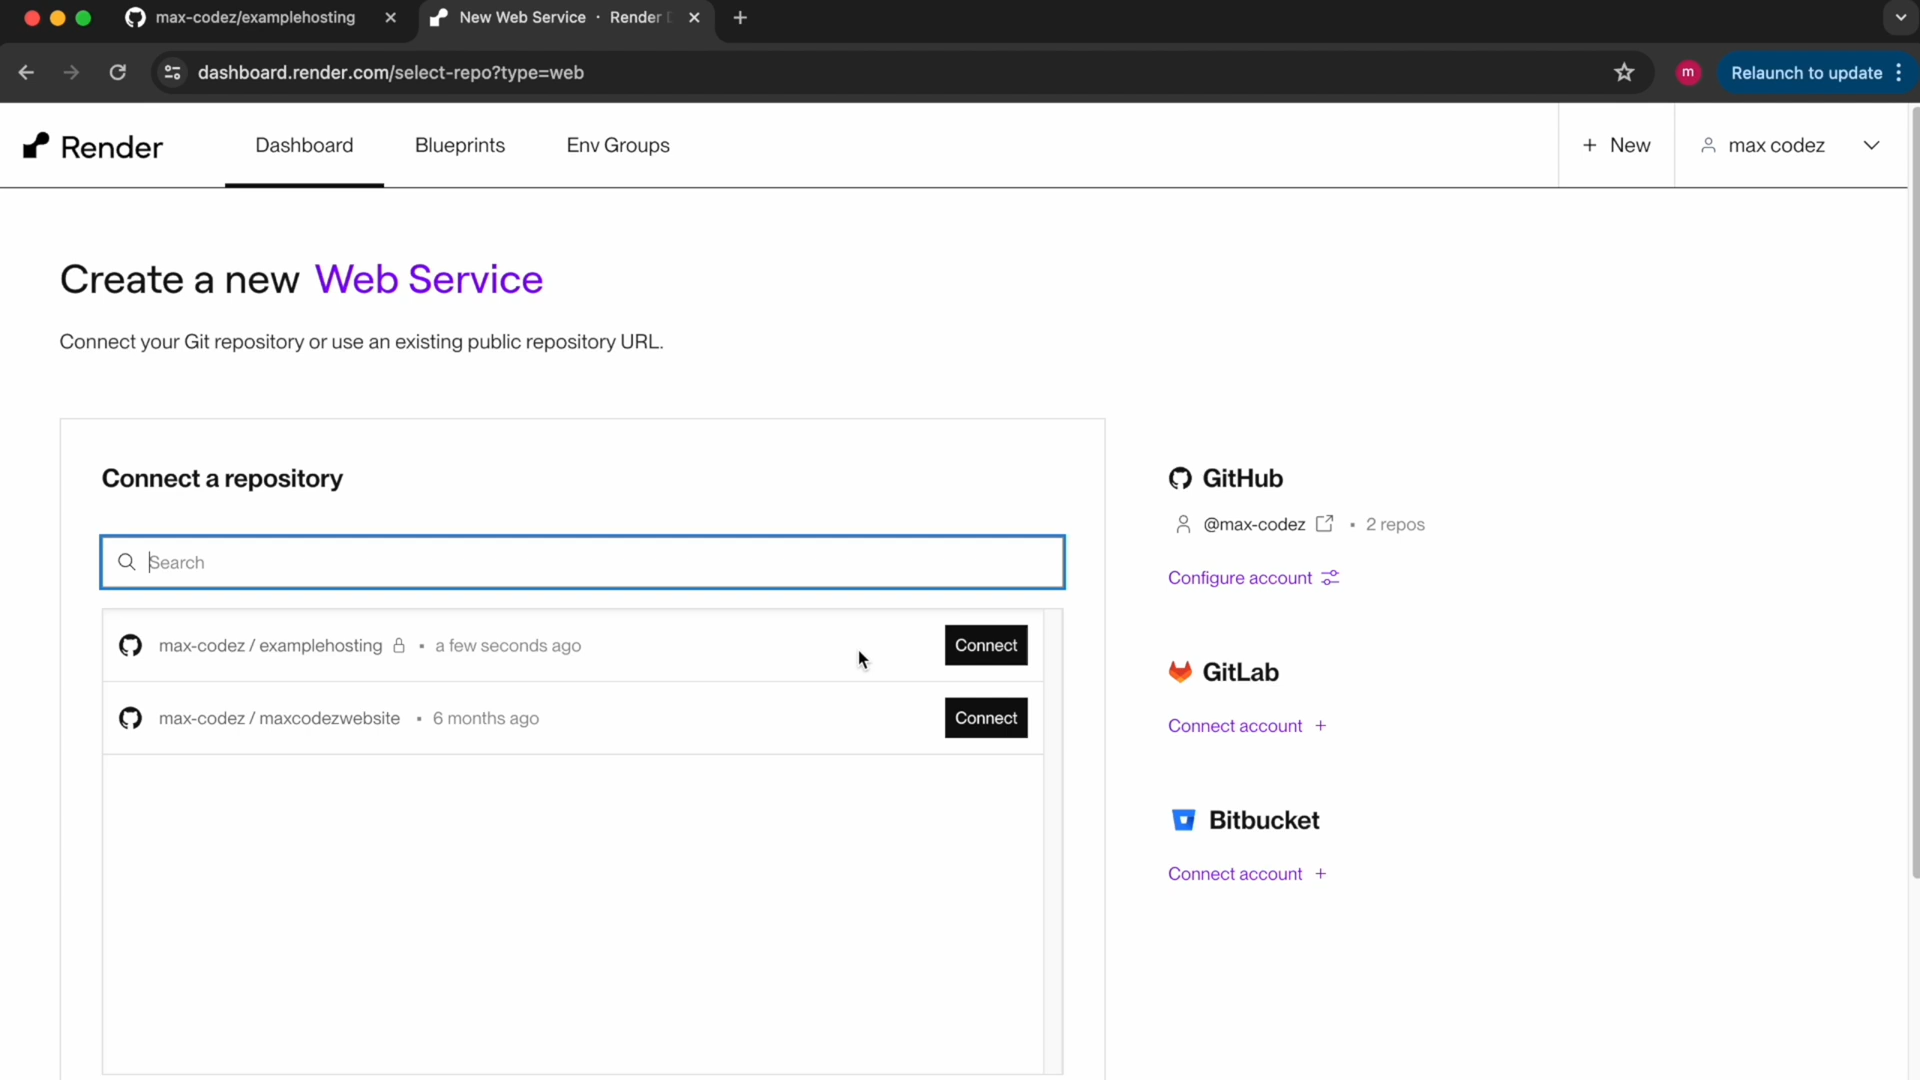 max-codez/examplehosting
New Web Service · Render
dashboard.render.com/select-repo?type=web
m
Relaunch to update
Render
Dashboard
Blueprints
Env Groups
+ New
max codez
Create a new Web Service
Connect your Git repository or use an existing public repository URL.
Connect a repository
Search
max-codez / examplehosting • a few seconds ago
Connect
max-codez / maxcodezwebsite • 6 months ago
Connect
GitHub
@max-codez • 2 repos
Configure account
GitLab
Connect account +
Bitbucket
Connect account +